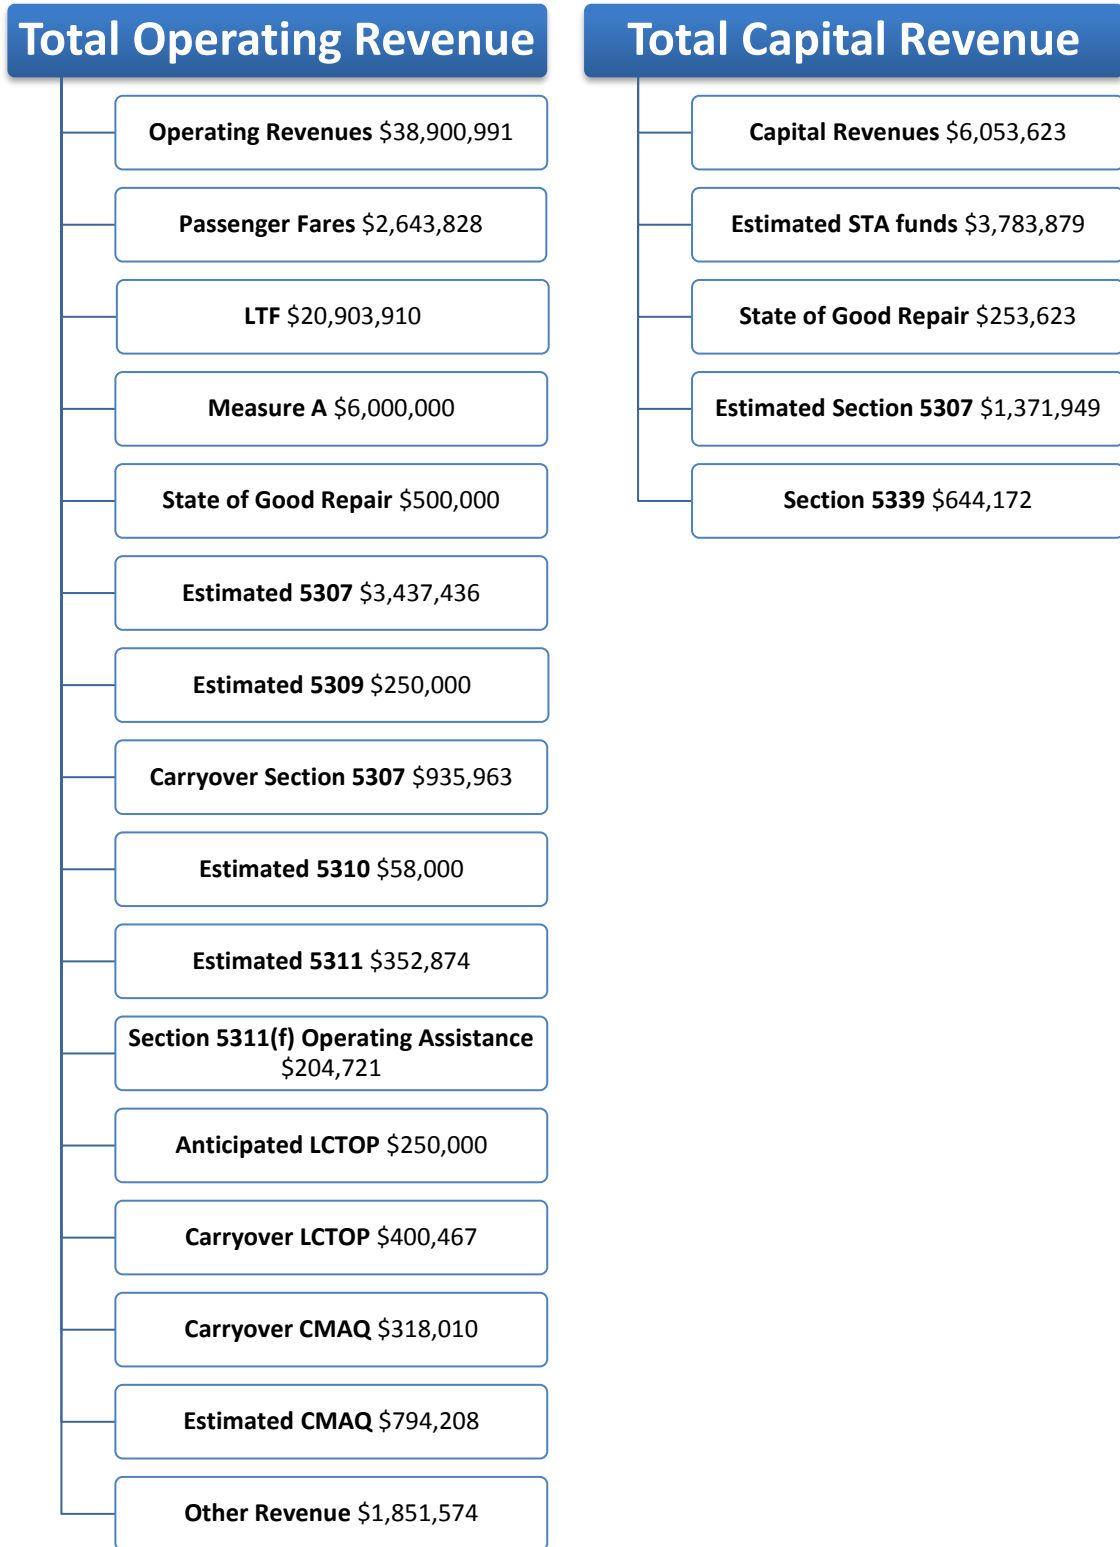 Total Operating Revenue
Operating Revenues $38,900,991
Passenger Fares $2,643,828
LTF $20,903,910
Measure A $6,000,000
State of Good Repair $500,000
Estimated 5307 $3,437,436
Estimated 5309 $250,000
Carryover Section 5307 $935,963
Estimated 5310 $58,000
Estimated 5311 $352,874
Section 5311(f) Operating Assistance
$204,721
Anticipated LCTOP $250,000
Carryover LCTOP $400,467
Carryover CMAQ $318,010
Estimated CMAQ $794,208
Other Revenue $1,851,574
Total Capital Revenue
Capital Revenues $6,053,623
Estimated STA funds $3,783,879
State of Good Repair $253,623
Estimated Section 5307 $1,371,949
Section 5339 $644,172